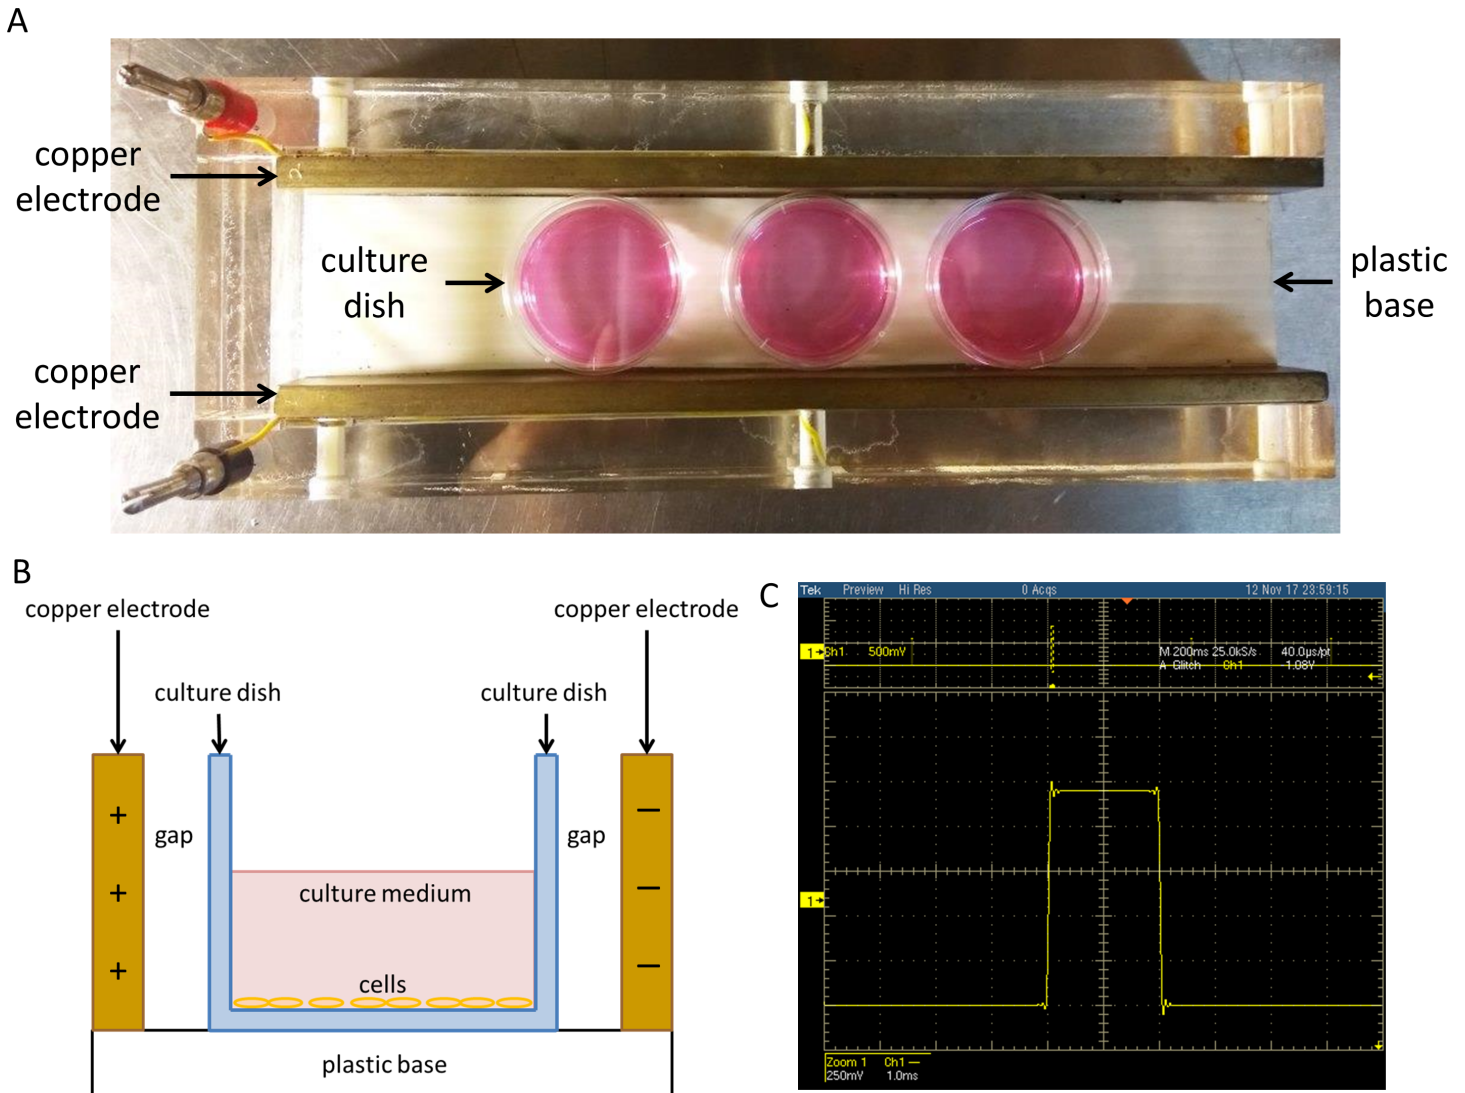 A
copper
electrode
culture
dish
plastic
base
copper
electrode
B
copper electrode
copper electrode
culture dish
culture dish
gap
gap
+
+
+
—
—
—
culture medium
cells
plastic base
C
Tek Preview Hi Res 0 Acqs 12 Nov 17 23:59:15
1
Ch1 500mV M 200ms 25.0kS/s 40.0µs/pt
A Glitch Ch1 1.08V
1
Zoom 1 Ch1
250mV 1.0ms